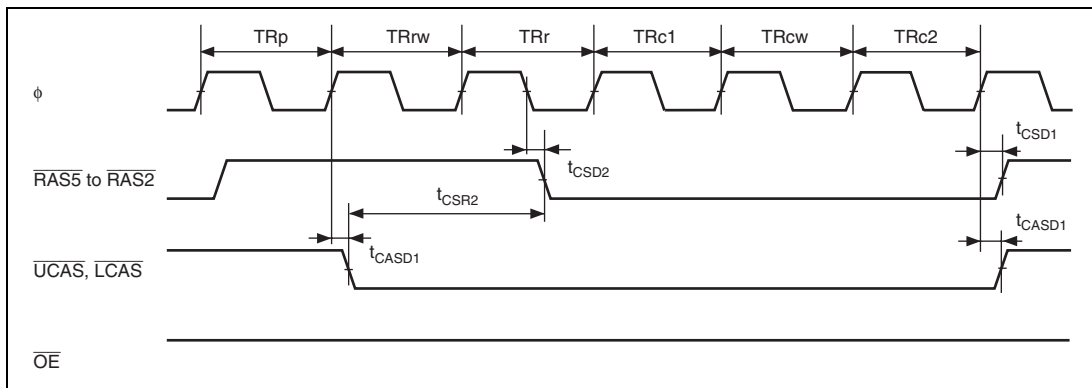 TRp TRrw TRr TRc1 TRcw TRc2
ϕ
tCSD1
RAS5 to RAS2
tCSD2
tCSR2
tCASD1 tCASD1
UCAS, LCAS
OE